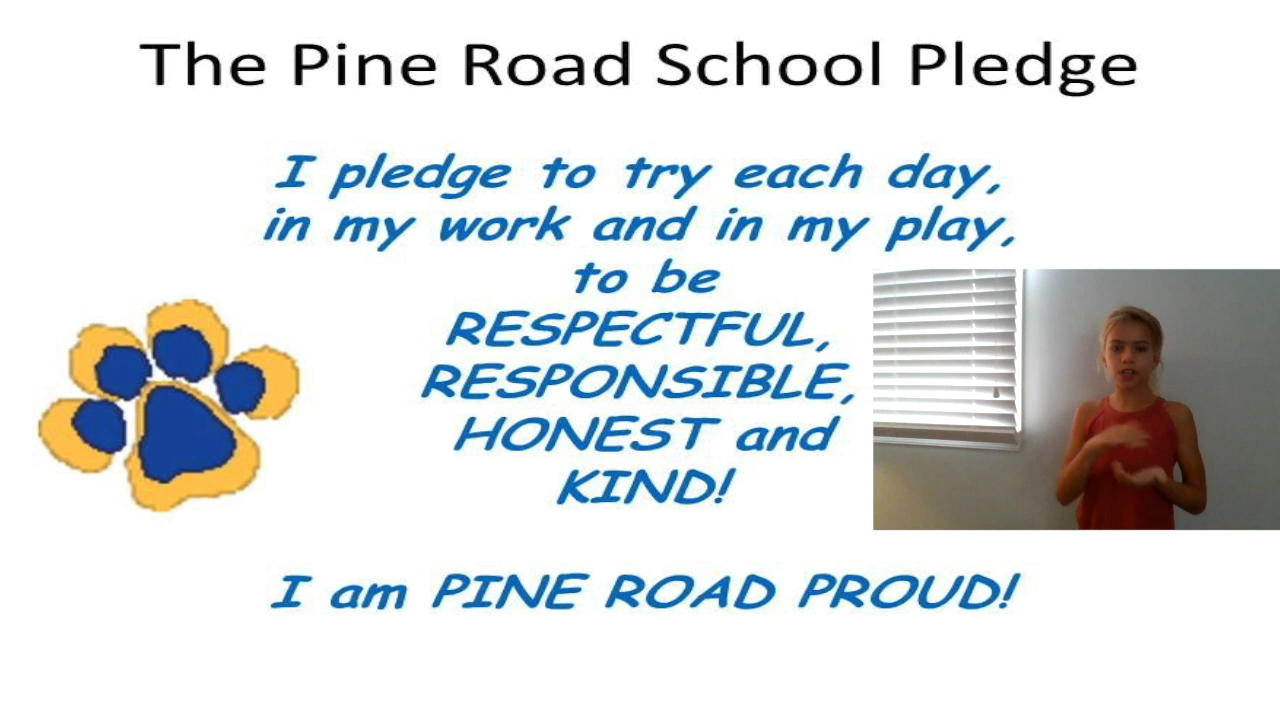 The Pine Road School Pledge
I pledge to try each day,
in my work and in my play,
to be
RESPECTFUL,
RESPONSIBLE,
HONEST and
KIND!
I am PINE ROAD PROUD!